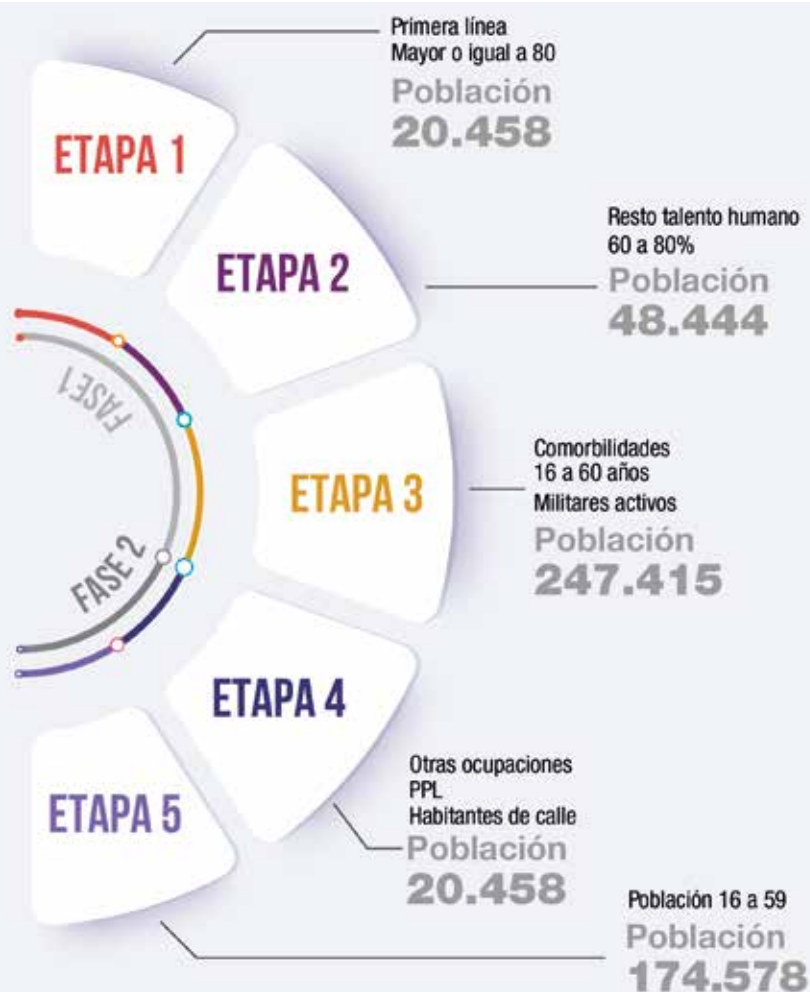 Primera línea
Mayor o igual a 80
Población
20.458
ETAPA 1
Resto talento humano
60 a 80%
Población
48.444
ETAPA 2
FASE1
Comorbilidades
16 a 60 años
Militares activos
Población
247.415
ETAPA 3
FASE 2
ETAPA 4
Otras ocupaciones
PPL
Habitantes de calle
Población
20.458
ETAPA 5
Población 16 a 59
Población
174.578